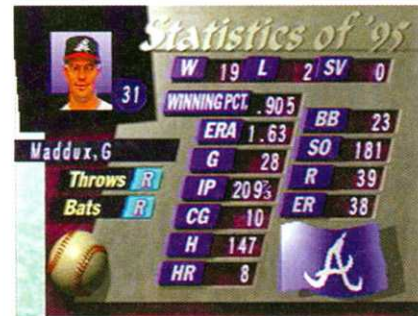 Statistics of '95
W 19 L 2 SV 0
31
WINNING PCT. .905
ERA 1.63
BB 23
Maddux,G
G 28
SO 181
Throws R
IP 209⅔
R 39
Bats R
CG 10
ER 38
H 147
HR 8
A